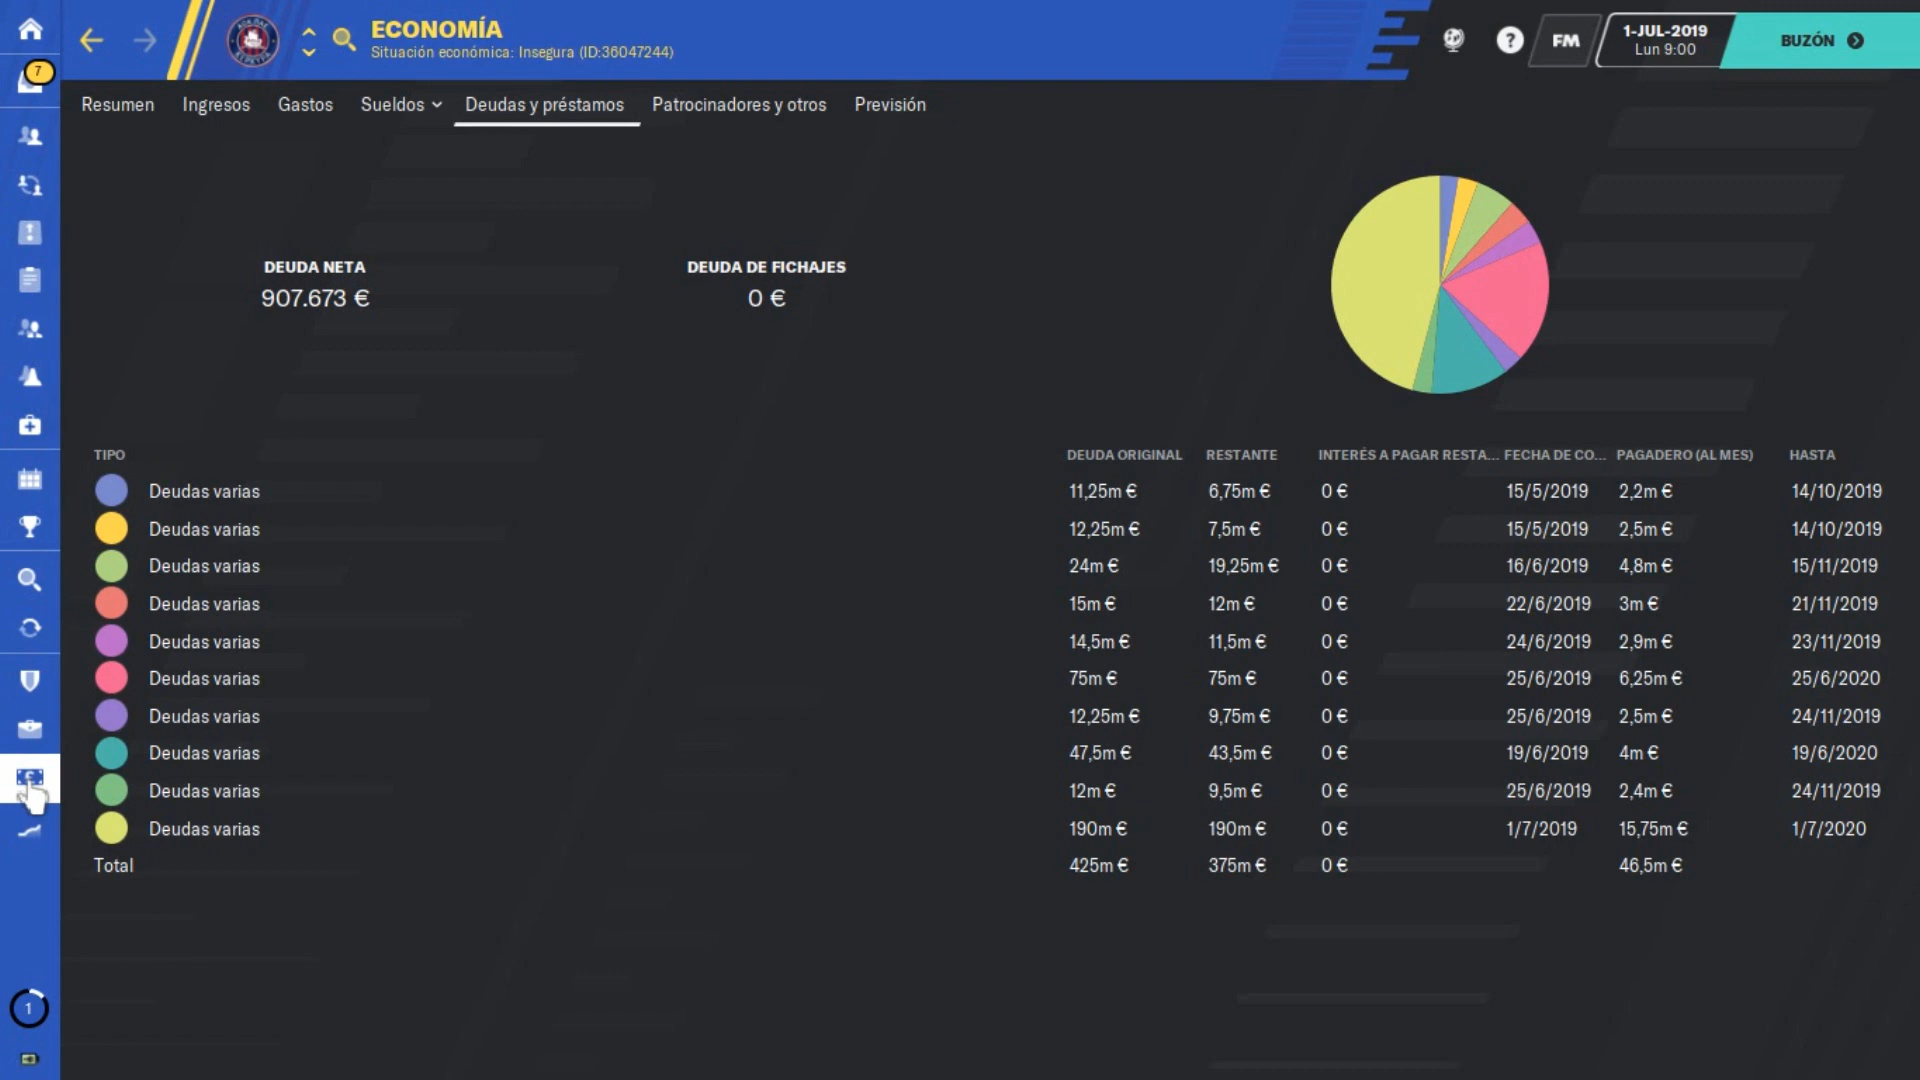 ECONOMÍA
Situación económica: Insegura (ID:36047244)
FM
1-JUL-2019
Lun 9:00
BUZÓN
7
Resumen Ingresos Gastos Sueldos Deudas y préstamos Patrocinadores y otros Previsión
DEUDA NETA
907.673 €
DEUDA DE FICHAJES
0 €
TIPO DEUDA ORIGINAL RESTANTE INTERÉS A PAGAR RESTA... FECHA DE CO... PAGADERO (AL MES) HASTA
Deudas varias 11,25m € 6,75m € 0 € 15/5/2019 2,2m € 14/10/2019
Deudas varias 12,25m € 7,5m € 0 € 15/5/2019 2,5m € 14/10/2019
Deudas varias 24m € 19,25m € 0 € 16/6/2019 4,8m € 15/11/2019
Deudas varias 15m € 12m € 0 € 22/6/2019 3m € 21/11/2019
Deudas varias 14,5m € 11,5m € 0 € 24/6/2019 2,9m € 23/11/2019
Deudas varias 75m € 75m € 0 € 25/6/2019 6,25m € 25/6/2020
Deudas varias 12,25m € 9,75m € 0 € 25/6/2019 2,5m € 24/11/2019
Deudas varias 47,5m € 43,5m € 0 € 19/6/2019 4m € 19/6/2020
Deudas varias 12m € 9,5m € 0 € 25/6/2019 2,4m € 24/11/2019
Deudas varias 190m € 190m € 0 € 1/7/2019 15,75m € 1/7/2020
Total 425m € 375m € 0 € 46,5m €
1